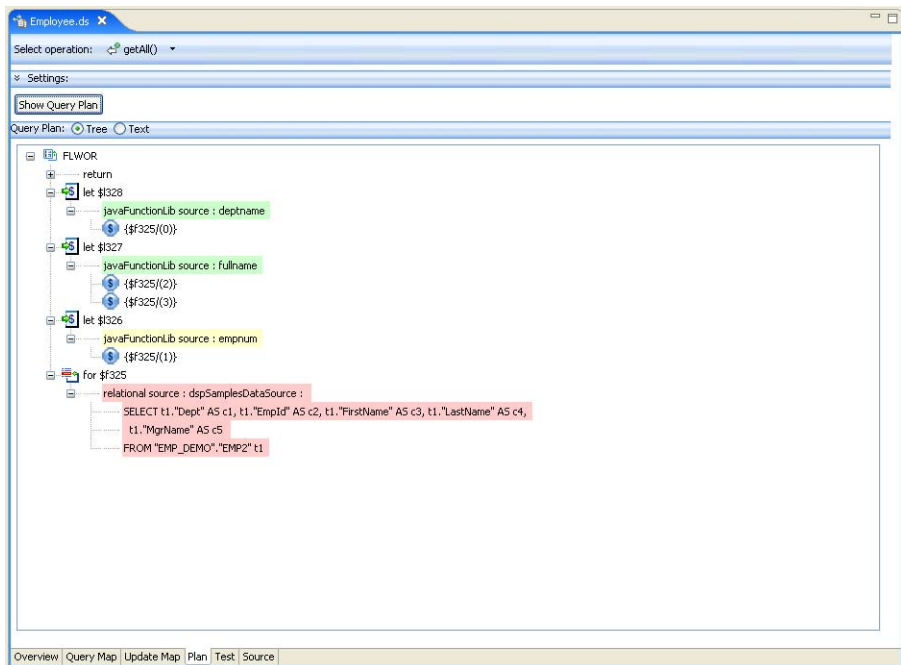 Employee.ds
Select operation: getAll()
Settings:
Show Query Plan
Query Plan: Tree Text
FLWOR
return
let $l328
javaFunctionLib source : deptname
{$f325/(0)}
let $l327
javaFunctionLib source : fullname
{$f325/(2)}
{$f325/(3)}
let $l326
javaFunctionLib source : empnum
{$f325/(1)}
for $f325
relational source : dspSamplesDataSource :
SELECT t1."Dept" AS c1, t1."EmpId" AS c2, t1."FirstName" AS c3, t1."LastName" AS c4,
t1."MgrName" AS c5
FROM "EMP_DEMO"."EMP2" t1
Overview Query Map Update Map Plan Test Source